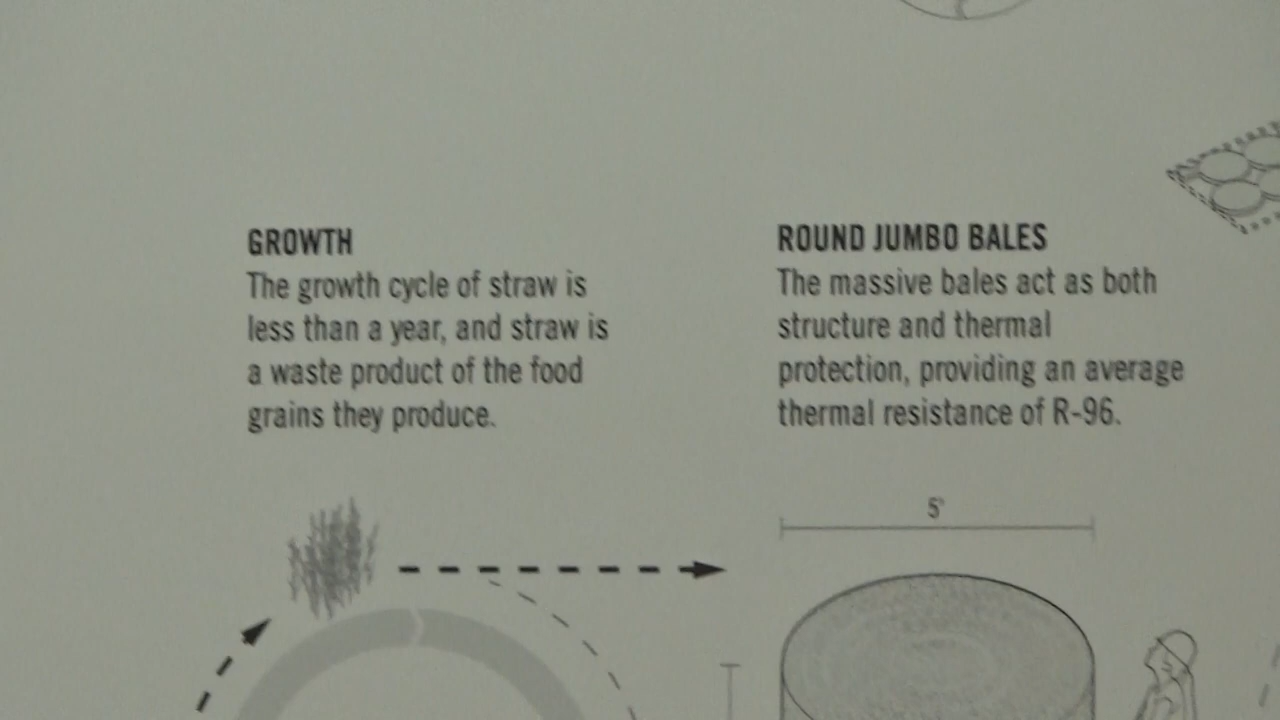 GROWTH
The growth cycle of straw is
less than a year, and straw is
a waste product of the food
grains they produce.
ROUND JUMBO BALES
The massive bales act as both
structure and thermal
protection, providing an average
thermal resistance of R-96.
5'